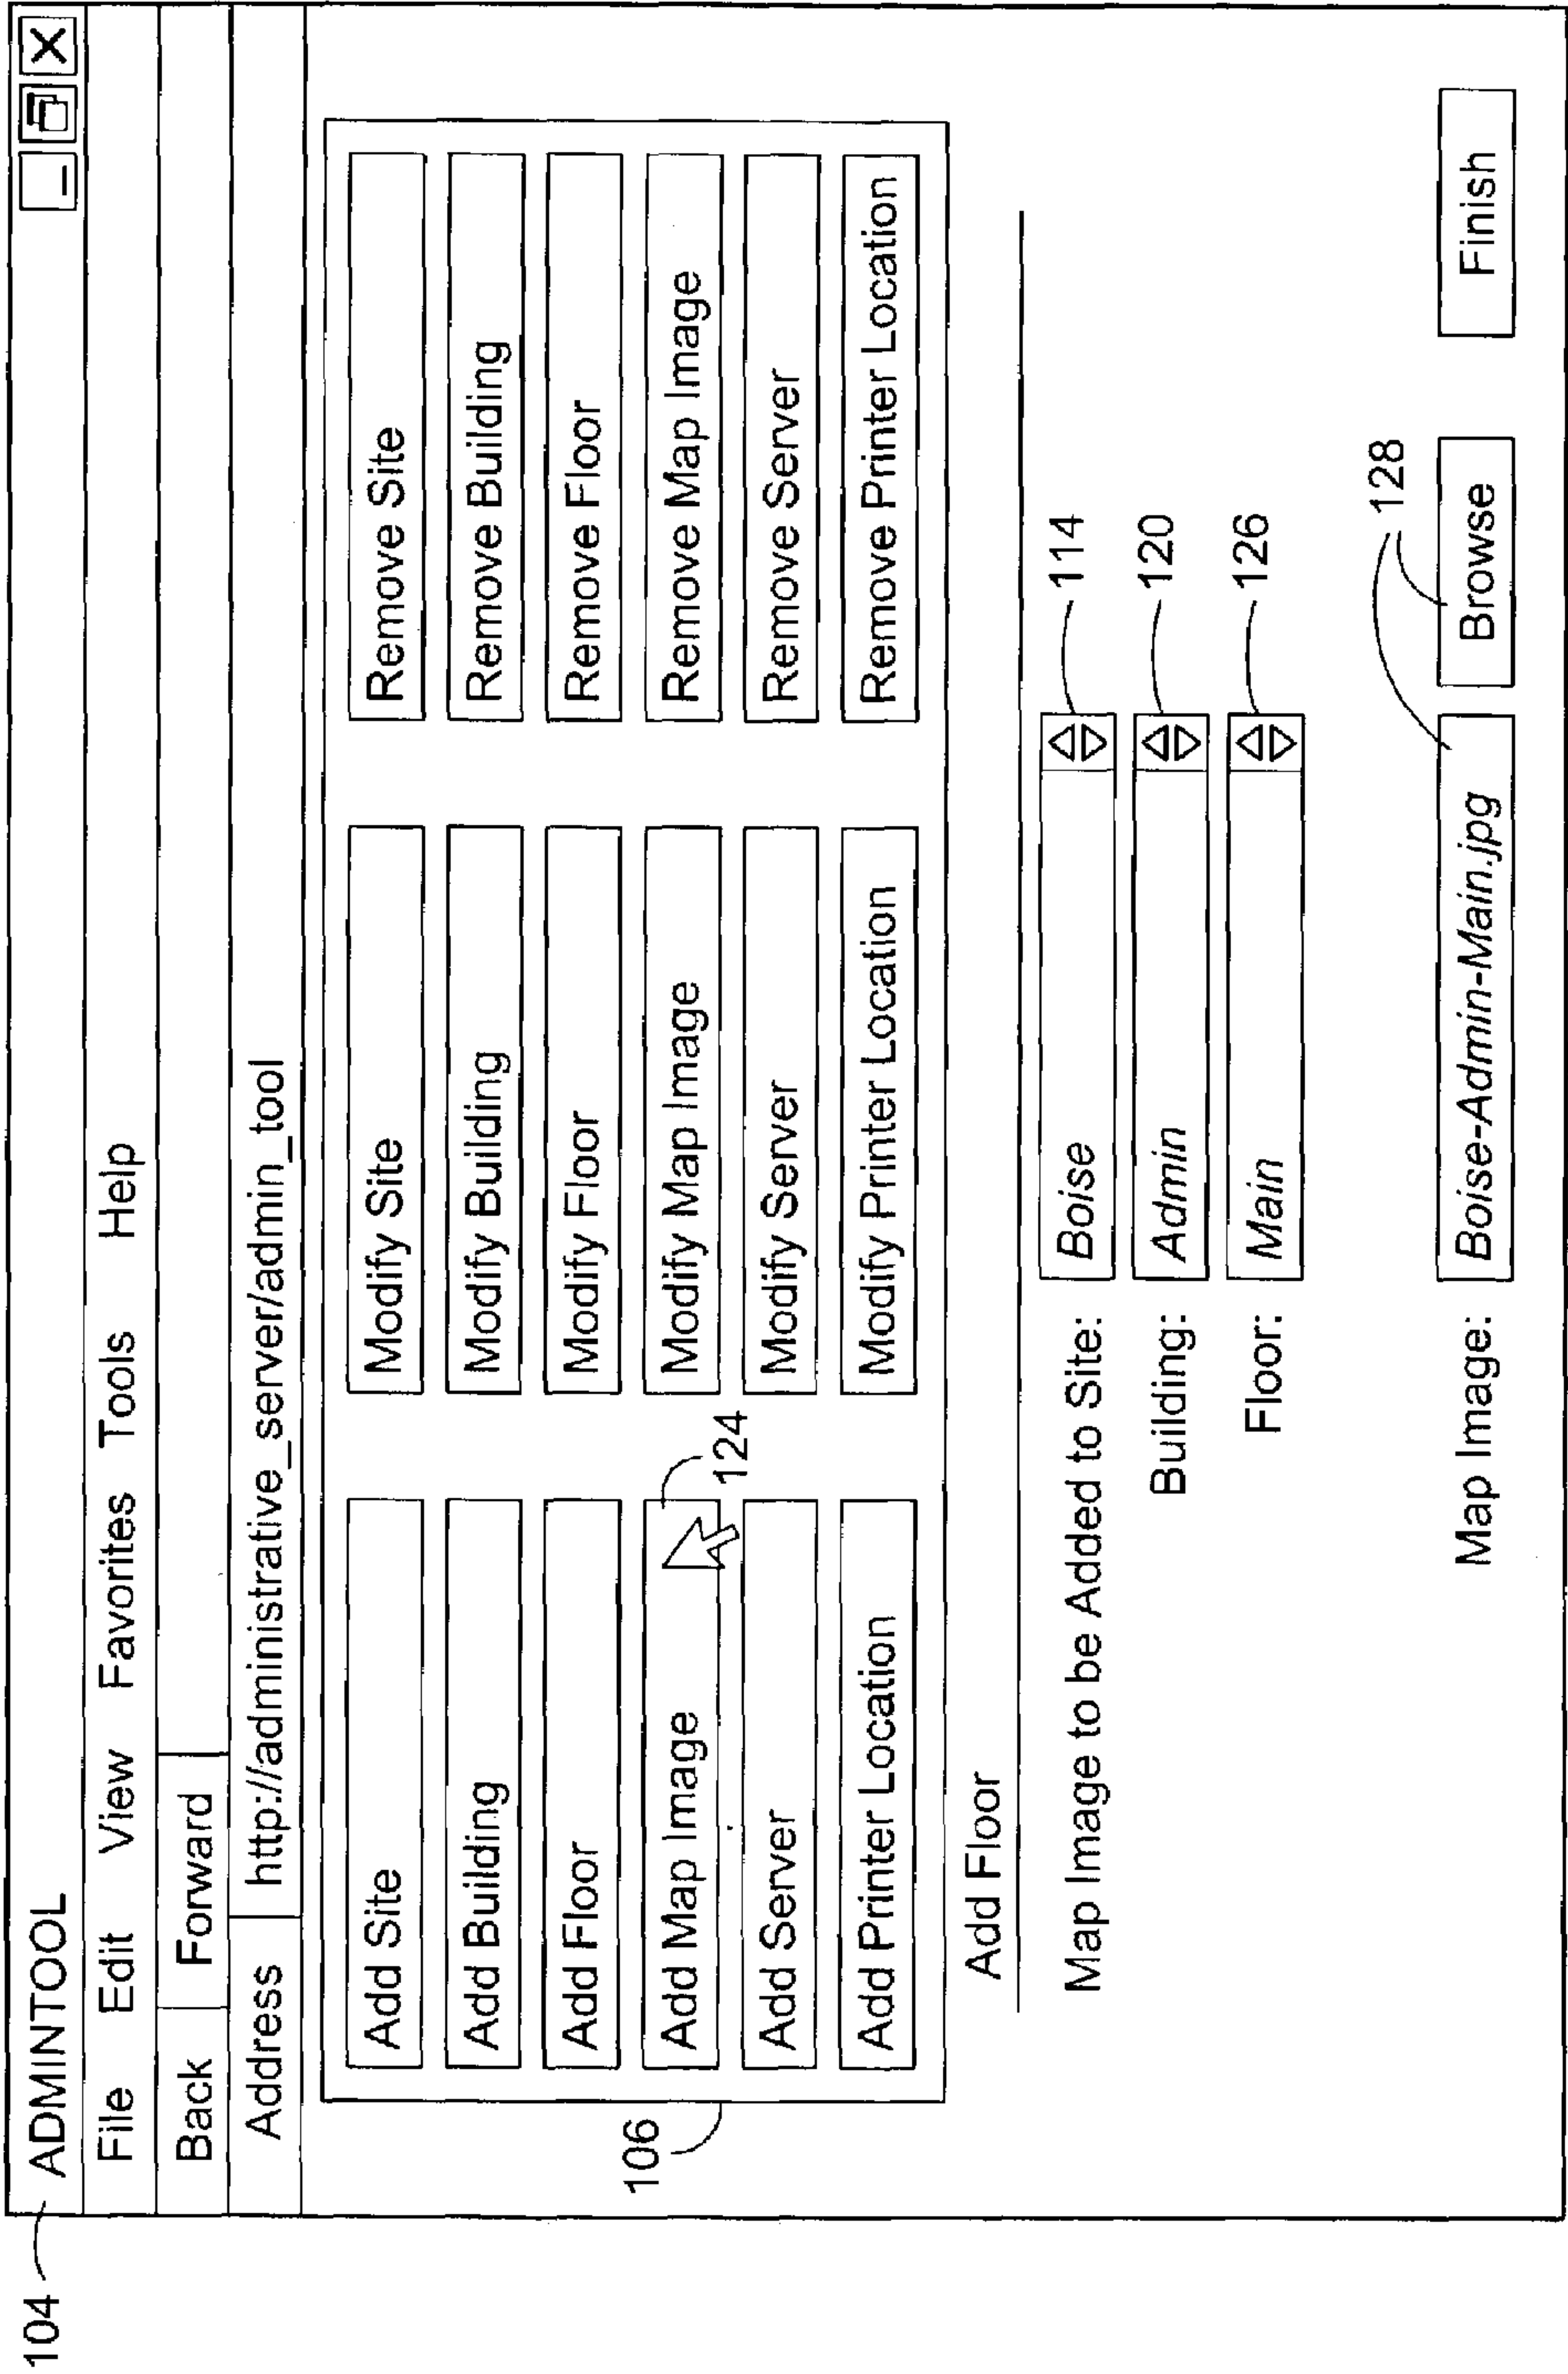 104
ADMINTOOL
File Edit View Favorites Tools Help
Back Forward
Address http://administrative_server/admin_tool
Add Site Modify Site Remove Site
Add Building Modify Building Remove Building
Add Floor Modify Floor Remove Floor
Add Map Image Modify Map Image Remove Map Image
124
Add Server Modify Server Remove Server
Add Printer Location Modify Printer Location Remove Printer Location
106
Add Floor
Map Image to be Added to Site: Boise 114
Building: Admin 120
Floor: Main 126
128
Map Image: Boise-Admin-Main.jpg Browse Finish